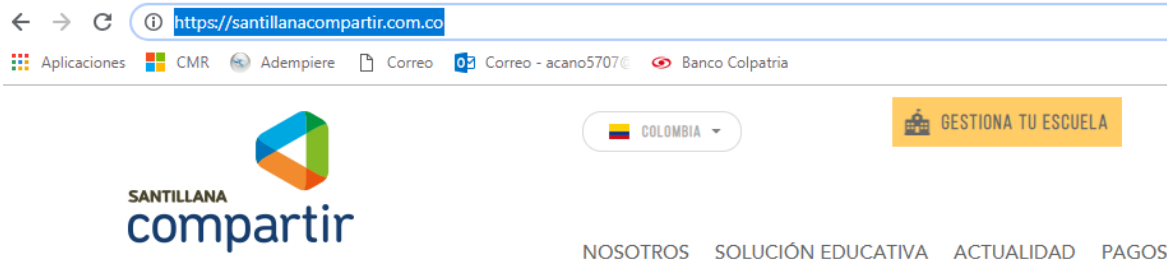 https://santillanacompartir.com.co
Aplicaciones CMR Adempiere Correo Correo - acano5707@ Banco Colpatria
COLOMBIA GESTIONA TU ESCUELA
SANTILLANA
compartir
NOSOTROS SOLUCIÓN EDUCATIVA ACTUALIDAD PAGOS